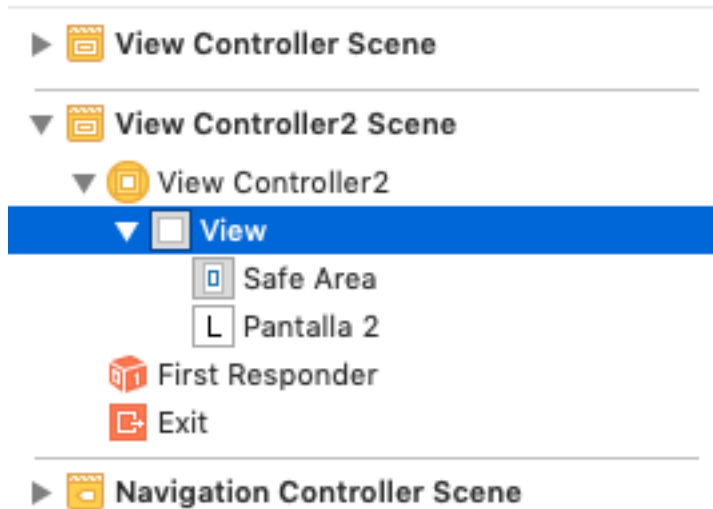 View Controller Scene
View Controller2 Scene
View Controller2
View
Safe Area
L Pantalla 2
First Responder
Exit
Navigation Controller Scene